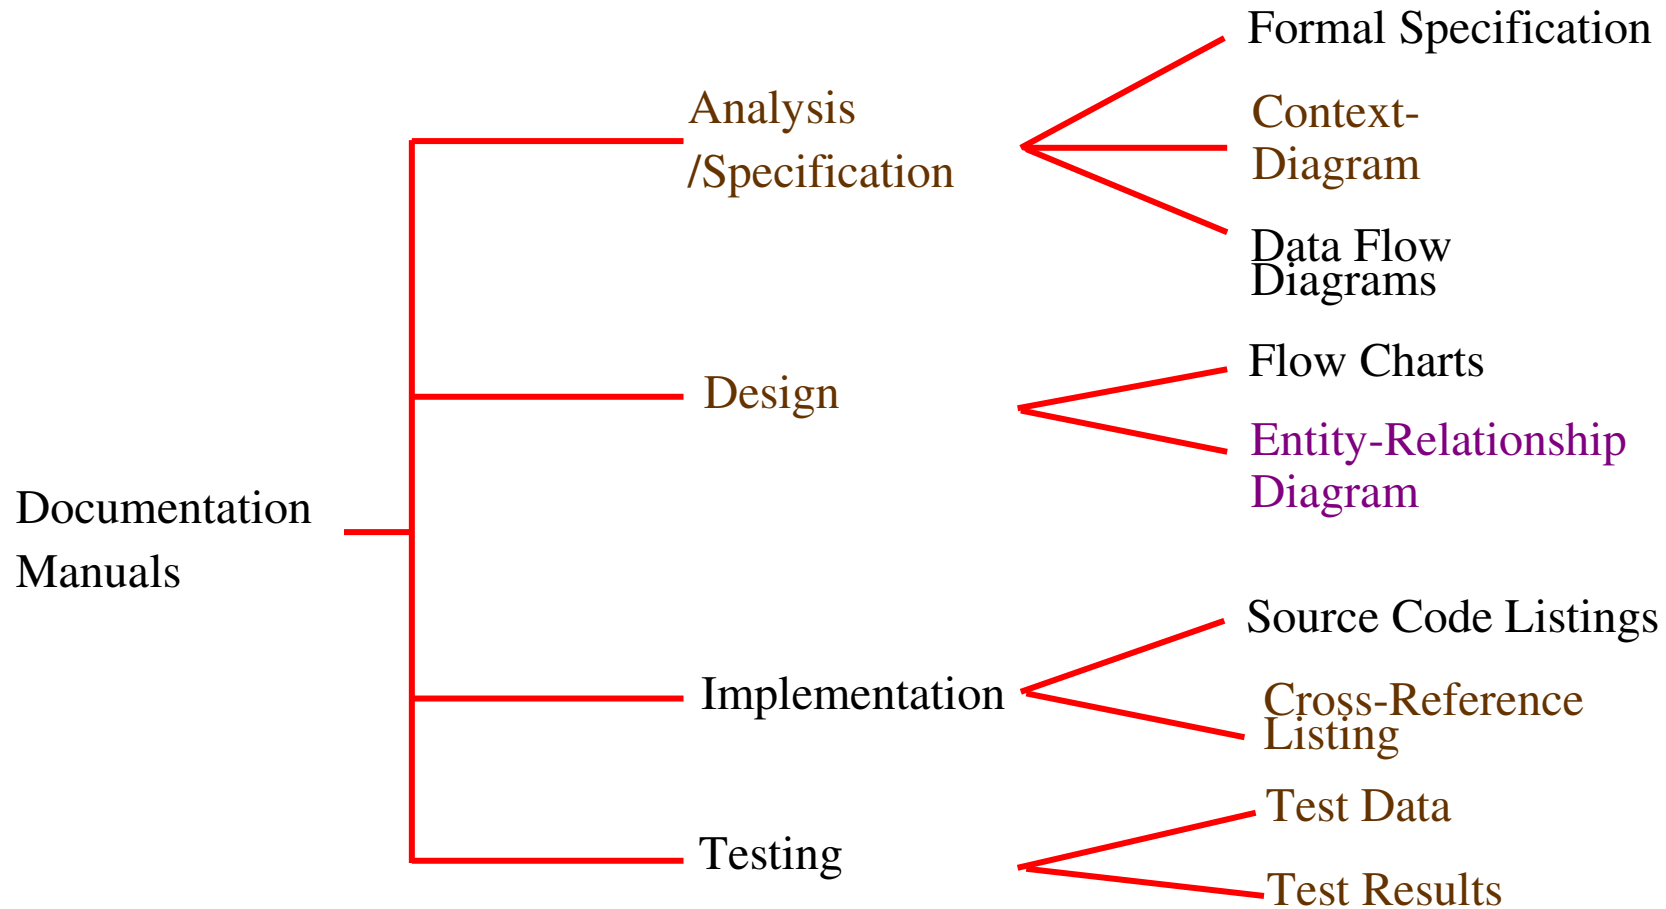 Formal Specification
Analysis
/Specification
Context-
Diagram
Data Flow
Diagrams
Design
Flow Charts
Entity-Relationship
Diagram
Documentation
Manuals
Implementation
Source Code Listings
Cross-Reference
Listing
Testing
Test Data
Test Results